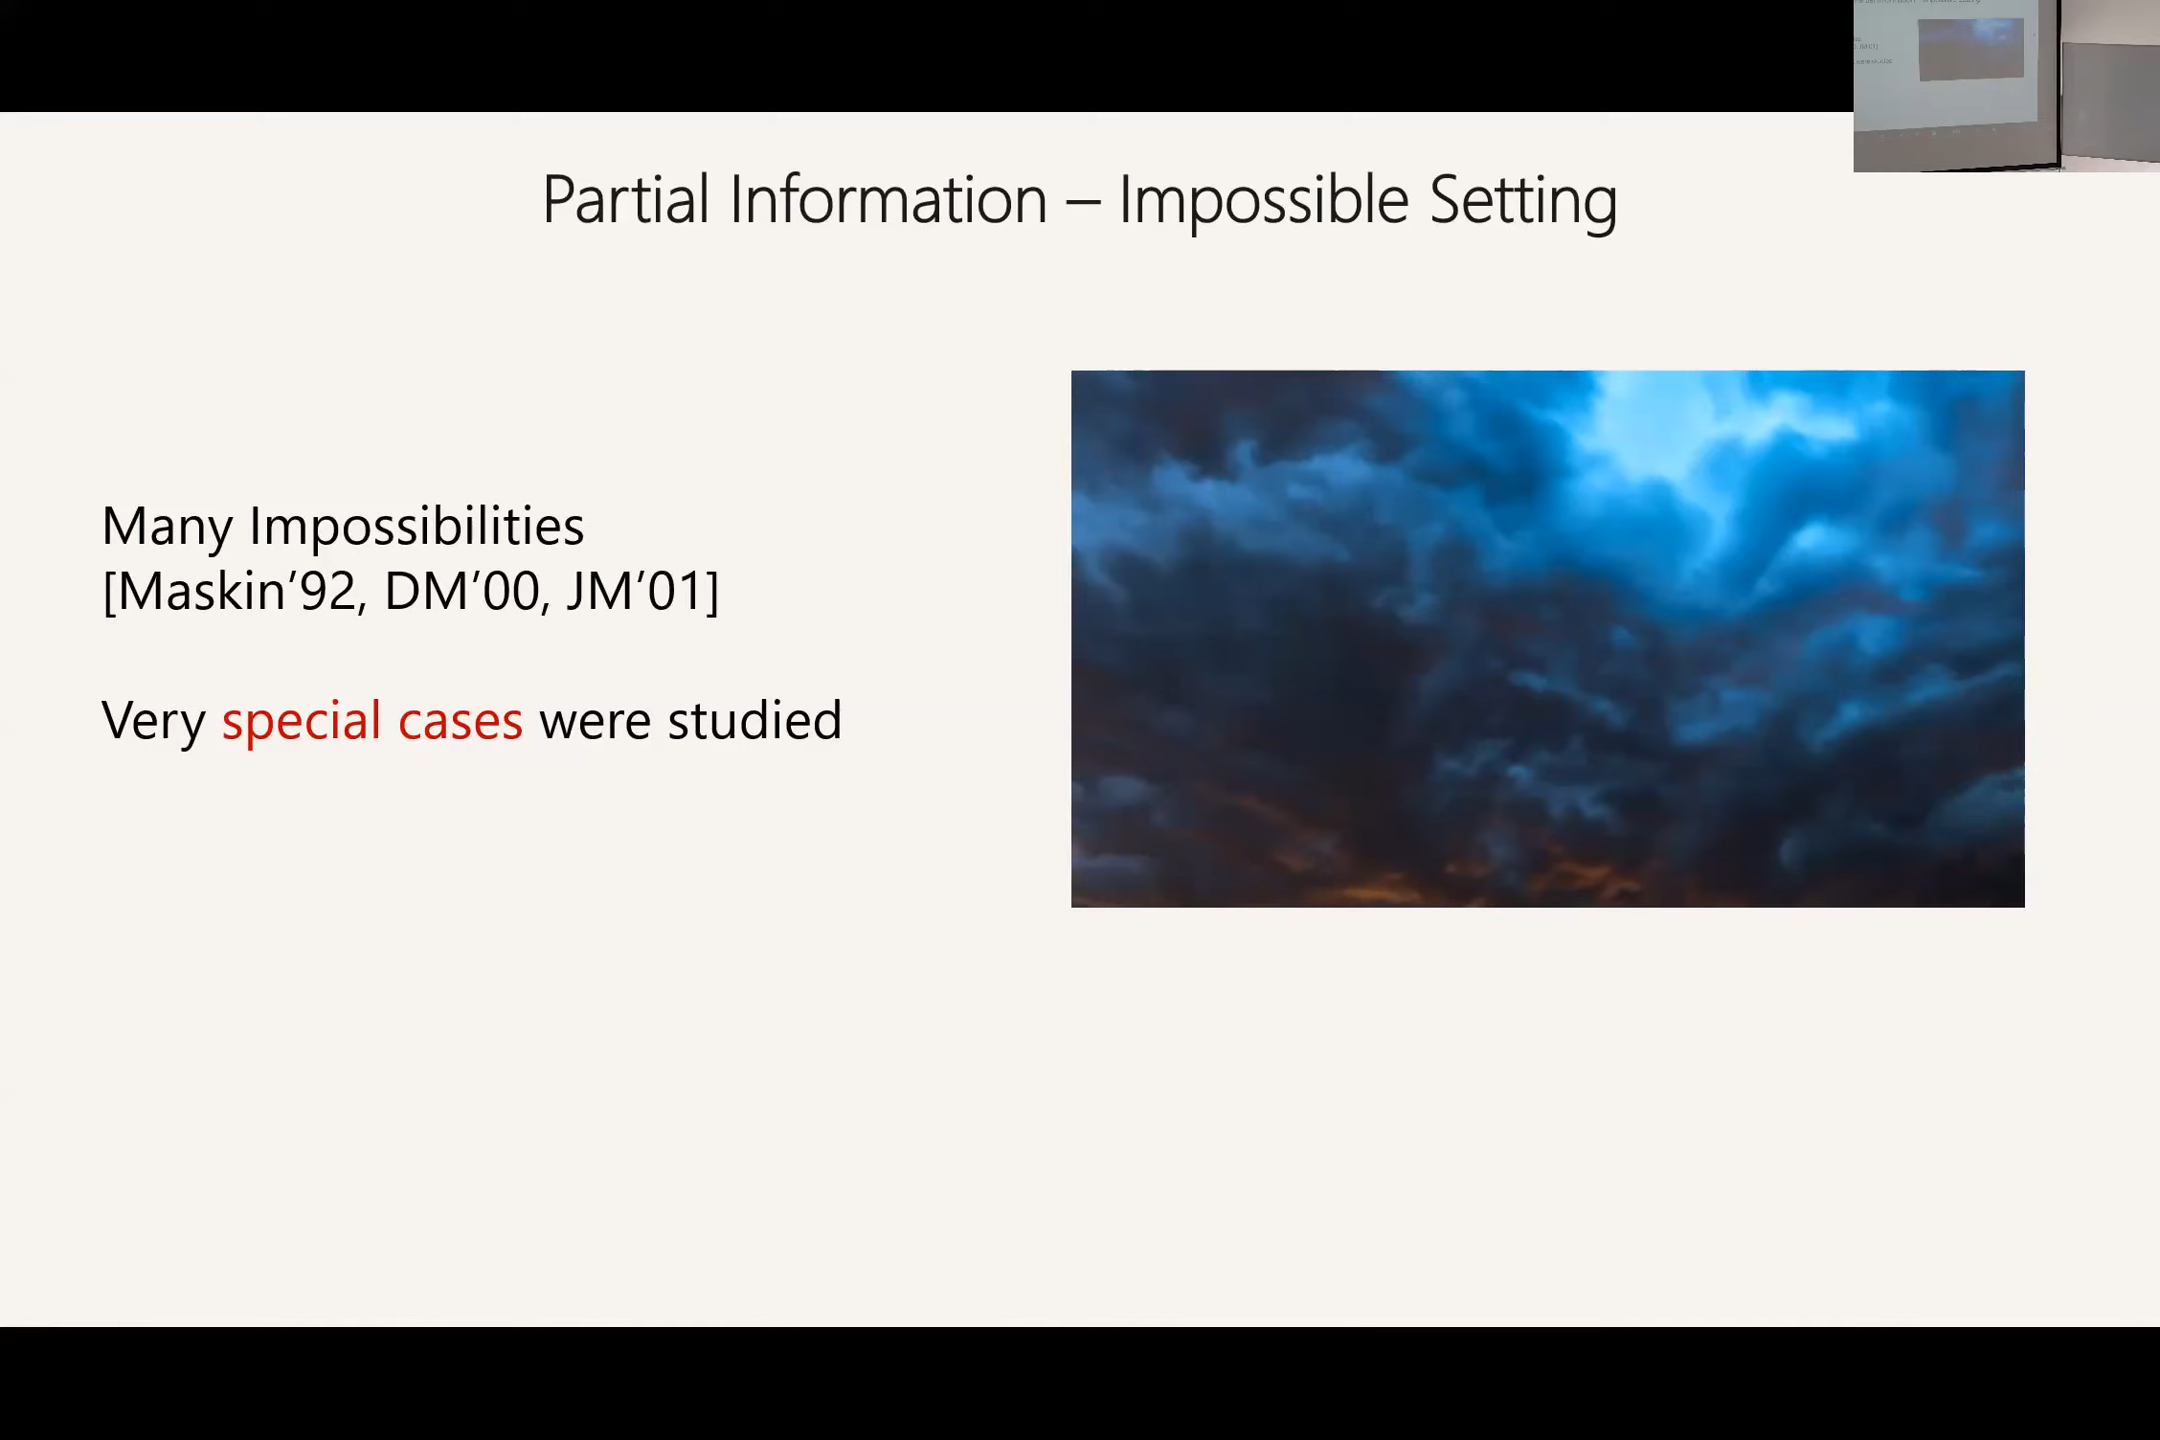 Partial Information – Impossible Setting
Many Impossibilities
[Maskin’92, DM’00, JM’01]
Very special cases were studied